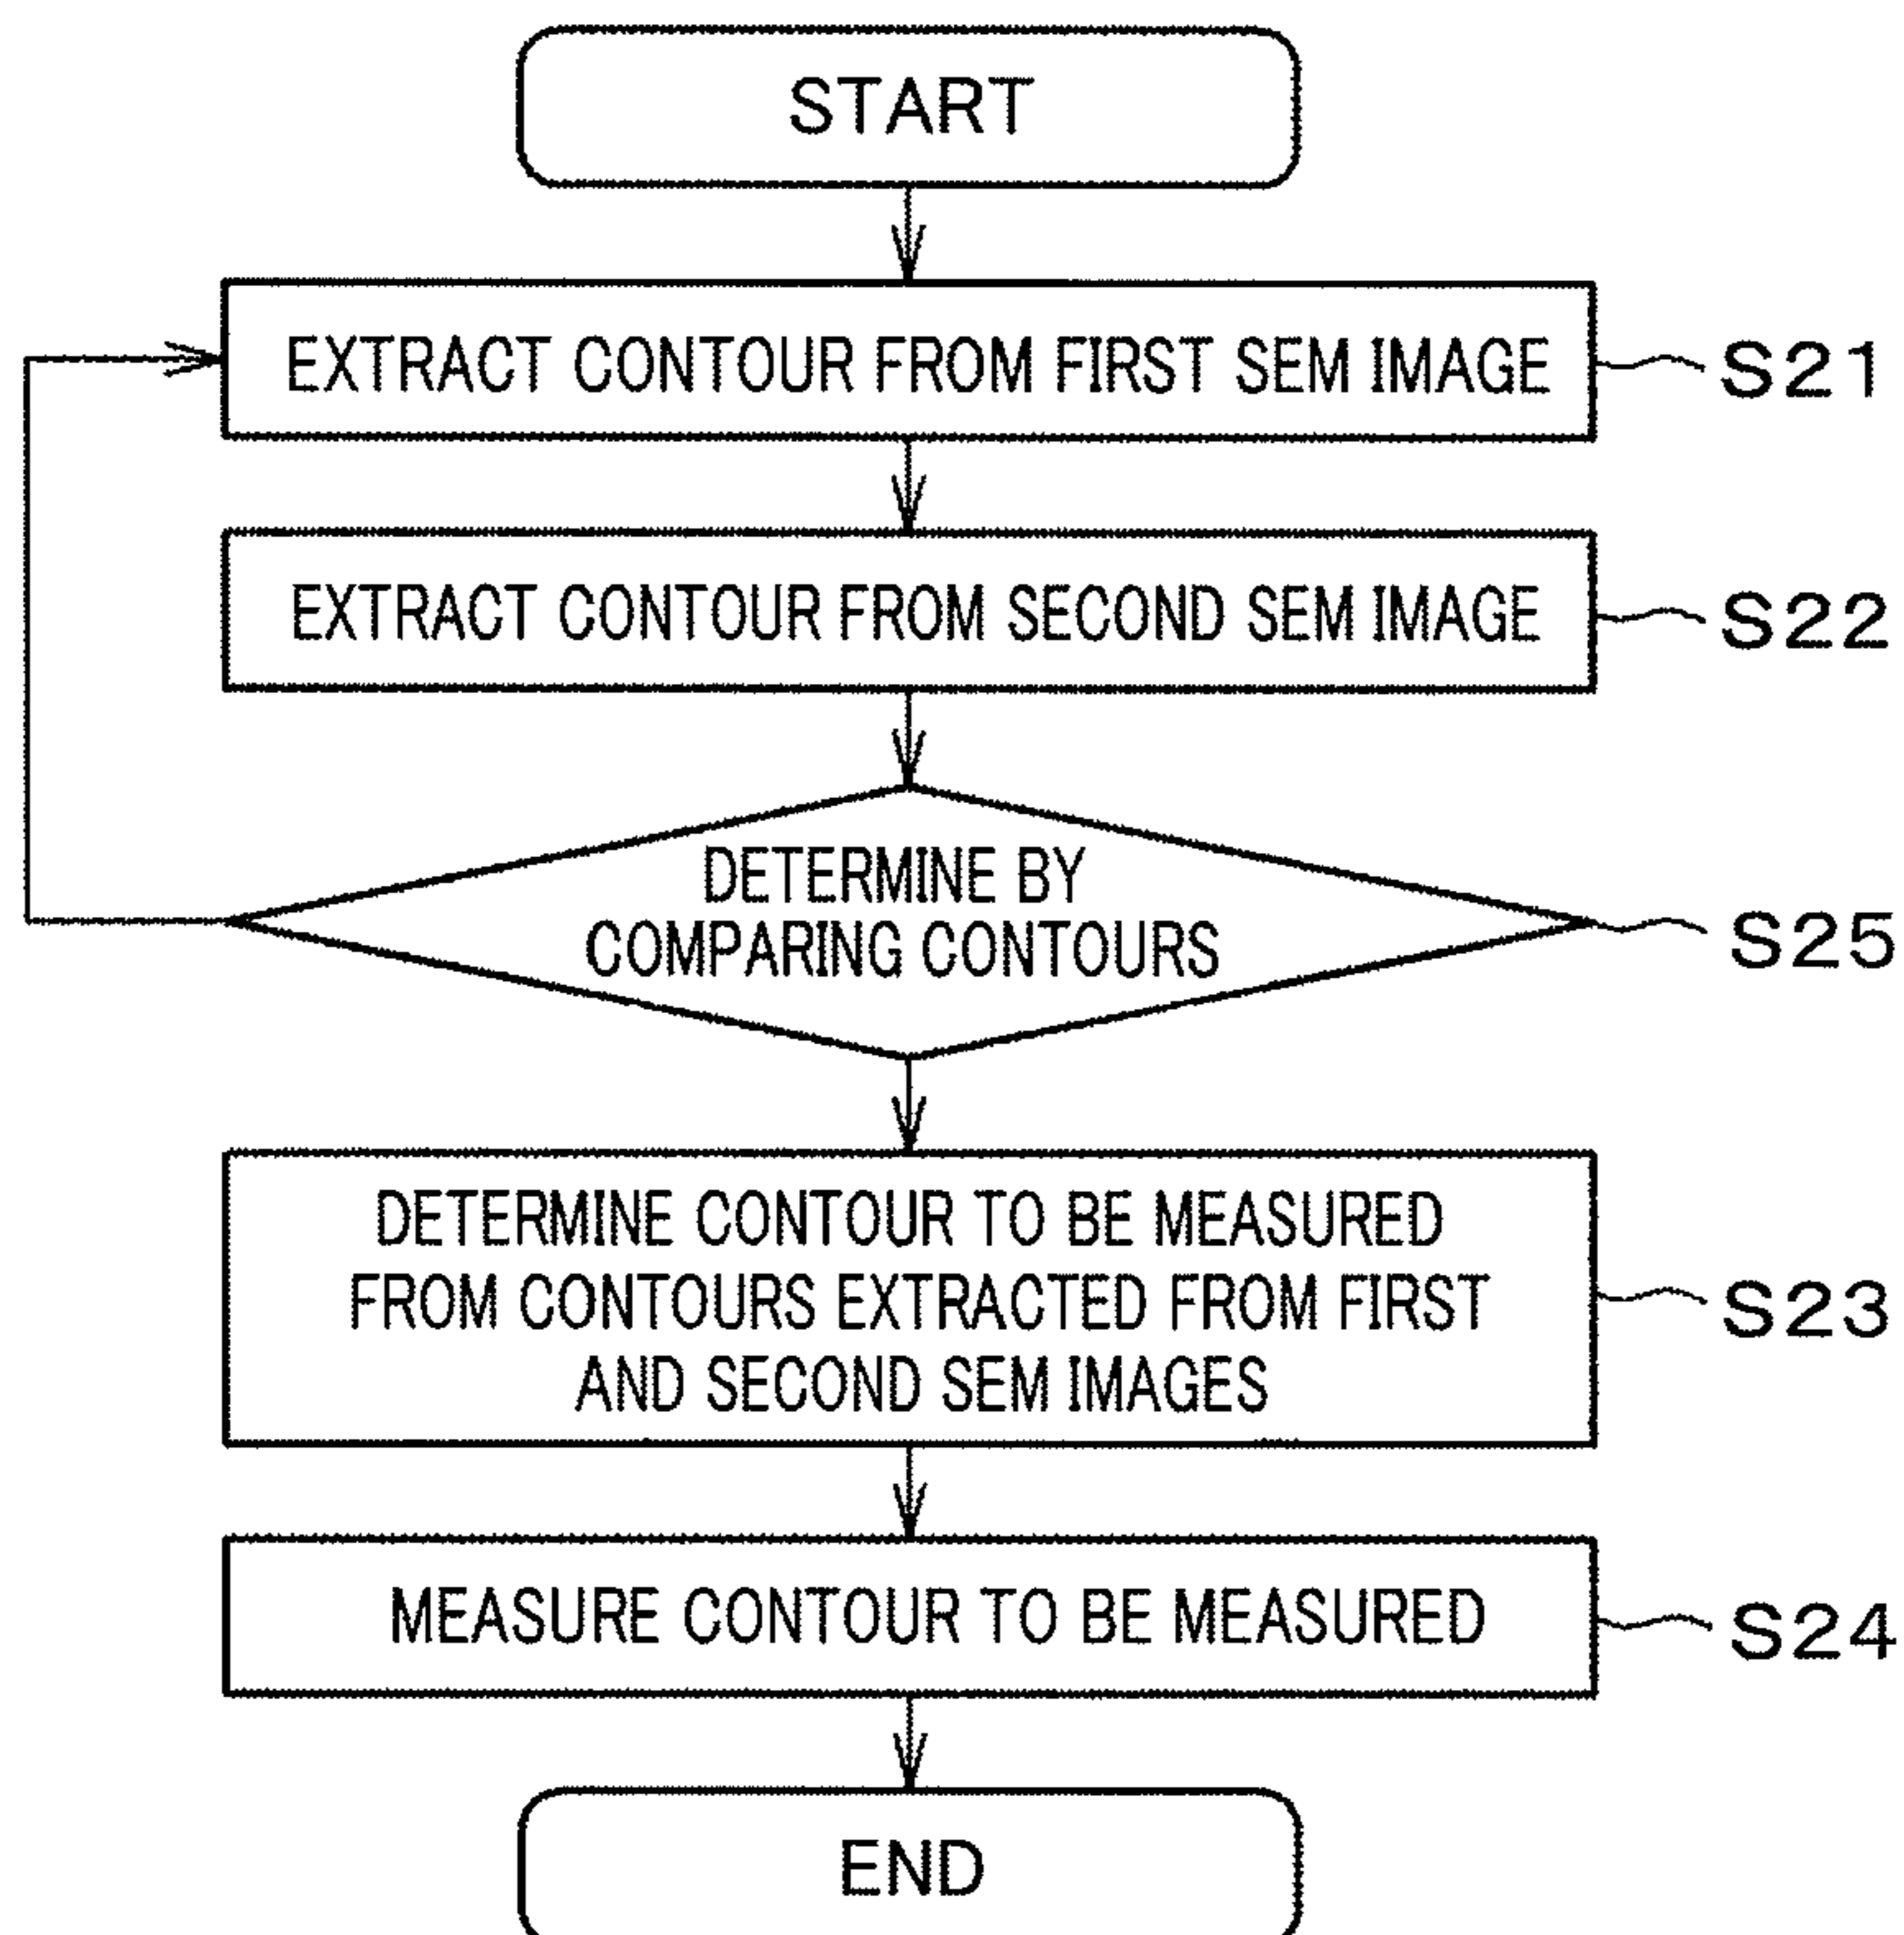 START
EXTRACT CONTOUR FROM FIRST SEM IMAGE
S21
EXTRACT CONTOUR FROM SECOND SEM IMAGE
S22
DETERMINE BY
COMPARING CONTOURS
S25
DETERMINE CONTOUR TO BE MEASURED
FROM CONTOURS EXTRACTED FROM FIRST
AND SECOND SEM IMAGES
S23
MEASURE CONTOUR TO BE MEASURED
S24
END